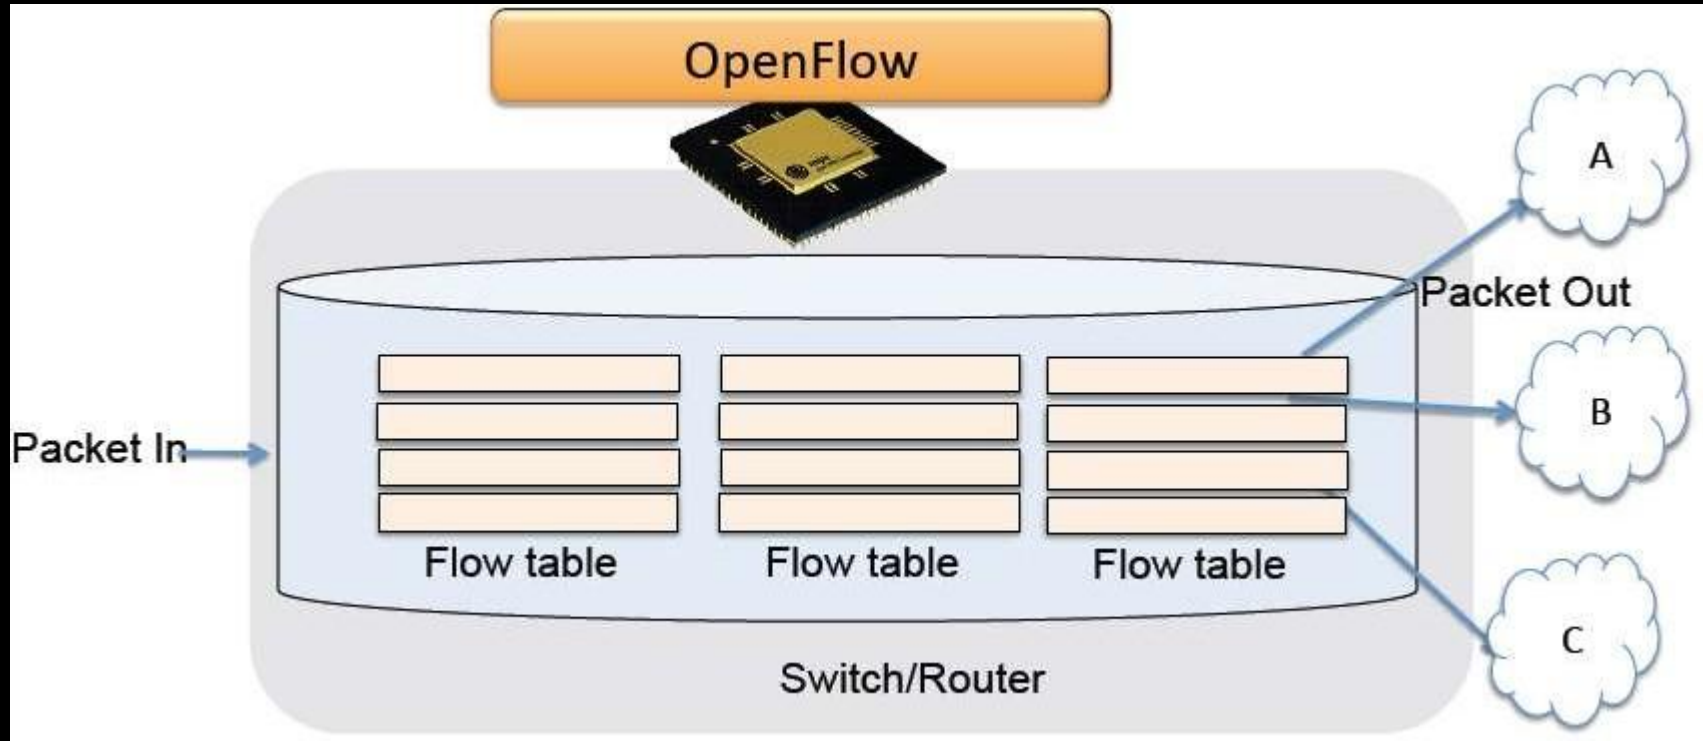 OpenFlow
A
Packet Out
B
Packet In
Flow table
Flow table
Flow table
C
Switch/Router